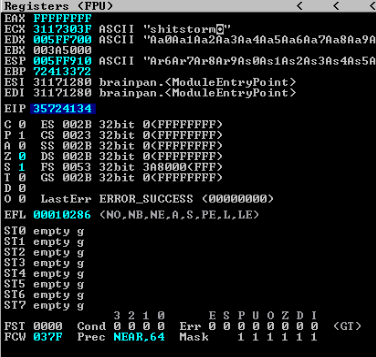 Registers (FPU) < < <
EAX FFFFFFFF
ECX 3117303F ASCII "shitstorm
EDX 005FF700 ASCII "Aa0Aa1Aa2Aa3Aa4Aa5Aa6Aa7Aa8Aa9A
EBX 003A5000
ESP 005FF910 ASCII "Ar6Ar7Ar8Ar9As0As1As2As3As4As5A
EBP 72413372
ESI 31171280 brainpan.<ModuleEntryPoint>
EDI 31171280 brainpan.<ModuleEntryPoint>
EIP 35724134
C 0 ES 002B 32bit 0(FFFFFFFF)
P 1 CS 0023 32bit 0(FFFFFFFF)
A 0 SS 002B 32bit 0(FFFFFFFF)
Z 0 DS 002B 32bit 0(FFFFFFFF)
S 1 FS 0053 32bit 3A8000(FFF)
T 0 GS 002B 32bit 0(FFFFFFFF)
D 0
O 0 LastErr ERROR_SUCCESS (00000000)
EFL 00010286 (NO,NB,NE,A,S,PE,L,LE)
ST0 empty g
ST1 empty g
ST2 empty g
ST3 empty g
ST4 empty g
ST5 empty g
ST6 empty g
ST7 empty g
3 2 1 0 E S P U O Z D I
FST 0000 Cond 0 0 0 0 Err 0 0 0 0 0 0 0 0 (GT)
FCW 037F Prec NEAR,64 Mask 1 1 1 1 1 1